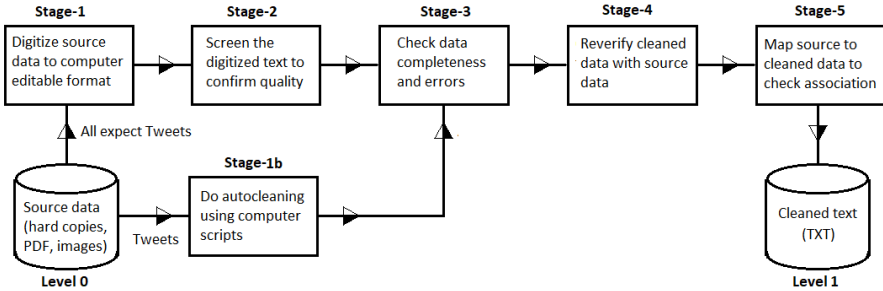 Stage-1
Digitize source
data to computer
editable format
Stage-2
Screen the
digitized text to
confirm quality
Stage-3
Check data
completeness
and errors
Stage-4
Reverify cleaned
data with source
data
Stage-5
Map source to
cleaned data to
check association
All expect Tweets
Source data
(hard copies,
PDF, images)
Level 0
Tweets
Stage-1b
Do autocleaning
using computer
scripts
Cleaned text
(TXT)
Level 1